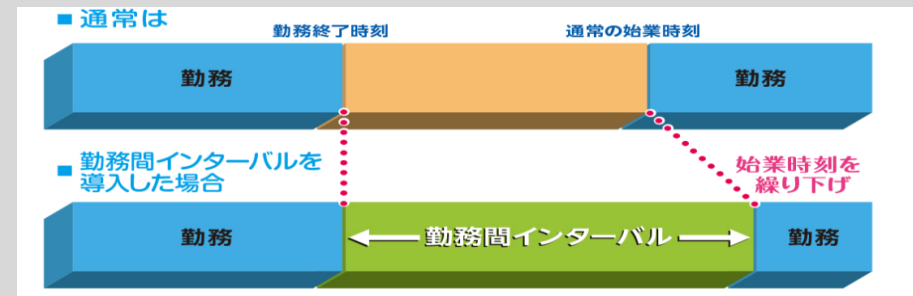 ■ 通常は
勤務終了時刻
通常の始業時刻
勤務
勤務
■ 勤務間インターバルを
導入した場合
始業時刻を
繰り下げ
勤務
勤務間インターバル
勤務